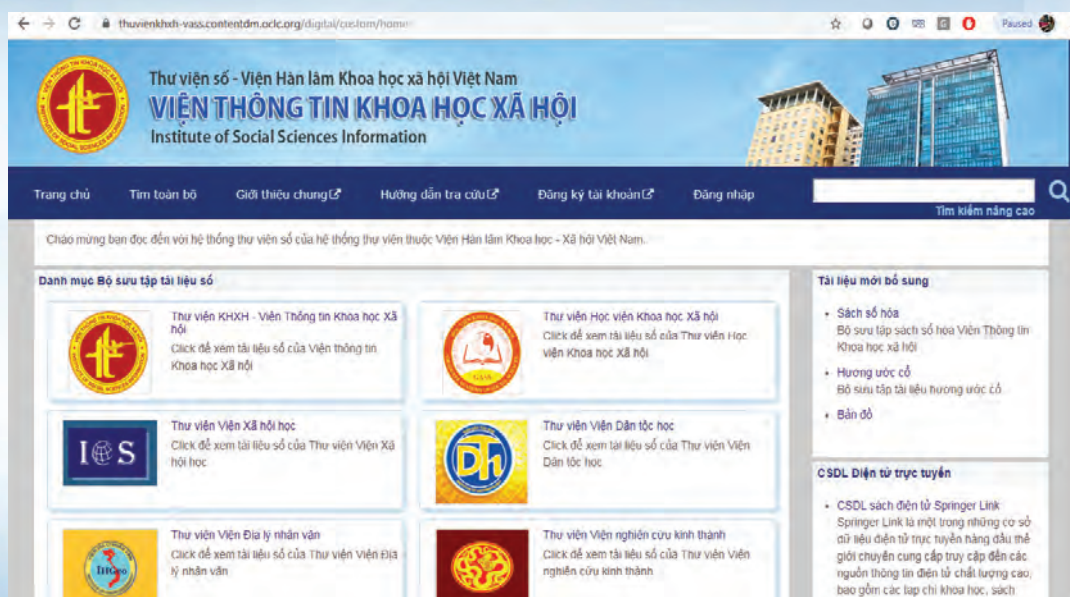 thuvienkhxh-vass.contentdm.oclc.org/digital/custom/home
Paused
Thư viện số - Viện Hàn lâm Khoa học xã hội Việt Nam
VIỆN THÔNG TIN KHOA HỌC XÃ HỘI
Institute of Social Sciences Information
Trang chủ Tìm toàn bộ Giới thiệu chung Hướng dẫn tra cứu Đăng ký tài khoản Đăng nhập
Tìm kiếm nâng cao
Chào mừng bạn đọc đến với hệ thống thư viện số của hệ thống thư viện thuộc Viện Hàn lâm Khoa học - Xã hội Việt Nam.
Danh mục Bộ sưu tập tài liệu số
Thư viện KHXH - Viện Thông tin Khoa học Xã
hội
Click để xem tài liệu số của Viện thông tin
Khoa học Xã hội
Thư viện Học viện Khoa học Xã hội
Click để xem tài liệu số của Thư viện Học
viện Khoa học Xã hội
GASS
IOS
Thư viện Viện Xã hội học
Click để xem tài liệu số của Thư viện Viện Xã
hội học
DTh
Thư viện Viện Dân tộc học
Click để xem tài liệu số của Thư viện Viện
Dân tộc học
IHGeo
Thư viện Viện Địa lý nhân văn
Click để xem tài liệu số của Thư viện Viện Địa
lý nhân văn
Thư viện Viện nghiên cứu kinh thành
Click để xem tài liệu số của Thư viện Viện
nghiên cứu kinh thành
Tài liệu mới bổ sung
Sách số hóa
Bộ sưu tập sách số hóa Viện Thông tin
Khoa học xã hội
Hương ước cổ
Bộ sưu tập tài liệu hương ước cổ
Bản đồ
CSDL Điện tử trực tuyến
CSDL sách điện tử Springer Link
Springer Link là một trong những cơ sở
dữ liệu điện tử trực tuyến hàng đầu thế
giới chuyên cung cấp truy cập đến các
nguồn thông tin điện tử chất lượng cao,
bao gồm các tạp chí khoa học, sách